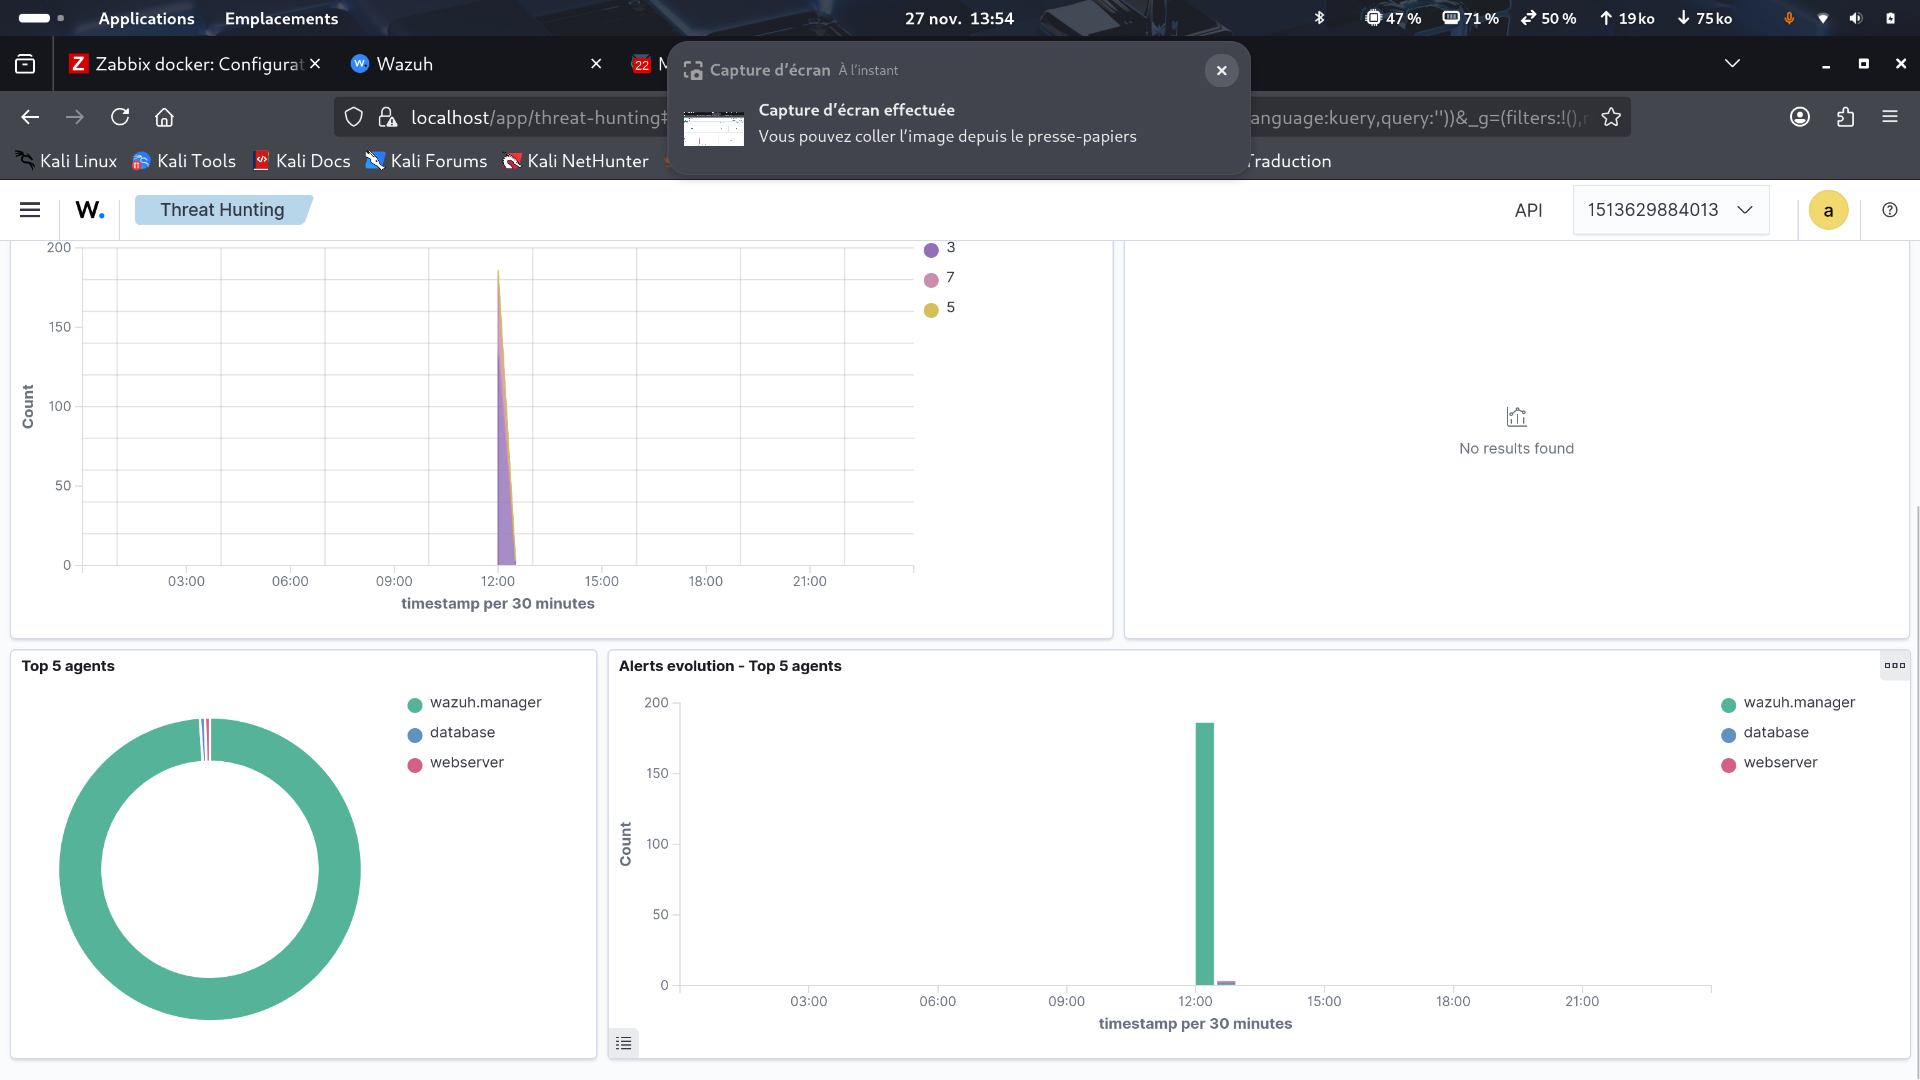 Applications Emplacements 27 nov. 13:54 47 % 71 % 50 % 19ko 75ko
Zabbix docker: Configurat Wazuh 22
Capture d'écran À l'instant
Capture d'écran effectuée
Vous pouvez coller l'image depuis le presse-papiers
localhost/app/threat-hunting anguage:kuery,query:''))&_g=(filters:!(),
Kali Linux Kali Tools Kali Docs Kali Forums Kali NetHunter Traduction
W. Threat Hunting API 1513629884013 a
200
150
100
50
0
Count
03:00 06:00 09:00 12:00 15:00 18:00 21:00
timestamp per 30 minutes
3
7
5
No results found
Top 5 agents
wazuh.manager
database
webserver
Alerts evolution - Top 5 agents
200
150
100
50
0
Count
03:00 06:00 09:00 12:00 15:00 18:00 21:00
timestamp per 30 minutes
wazuh.manager
database
webserver